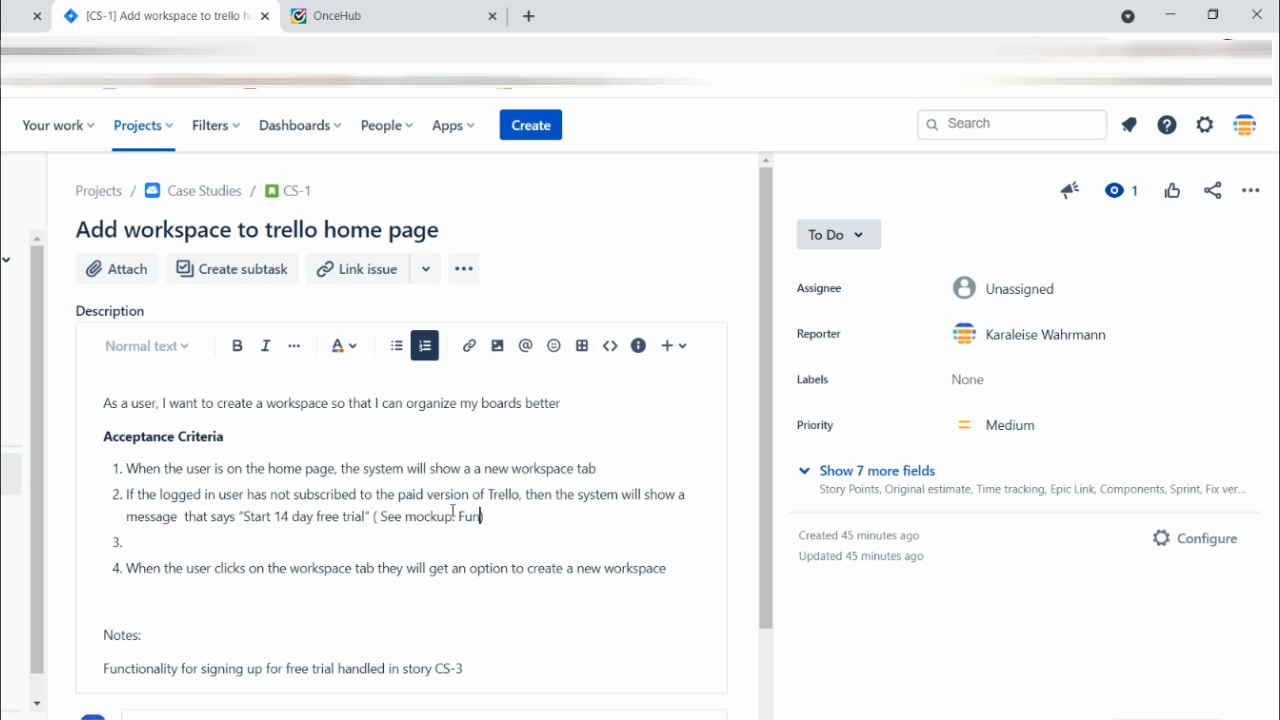 [CS-1] Add workspace to trello h
OnceHub
Your work Projects Filters Dashboards People Apps Create Search
Projects / Case Studies / CS-1
1
Add workspace to trello home page
To Do
Attach Create subtask Link issue
Assignee Unassigned
Description
Reporter Karaleise Wahrmann
Normal text B I
Labels None
As a user, I want to create a workspace so that I can organize my boards better
Priority Medium
Acceptance Criteria
1. When the user is on the home page, the system will show a a new workspace tab
Show 7 more fields
Story Points, Original estimate, Time tracking, Epic Link, Components, Sprint, Fix ver...
2. If the logged in user has not subscribed to the paid version of Trello, then the system will show a
message that says “Start 14 day free trial” ( See mockup. Fun)
3.
Created 45 minutes ago
Configure
Updated 45 minutes ago
4. When the user clicks on the workspace tab they will get an option to create a new workspace
Notes:
Functionality for signing up for free trial handled in story CS-3